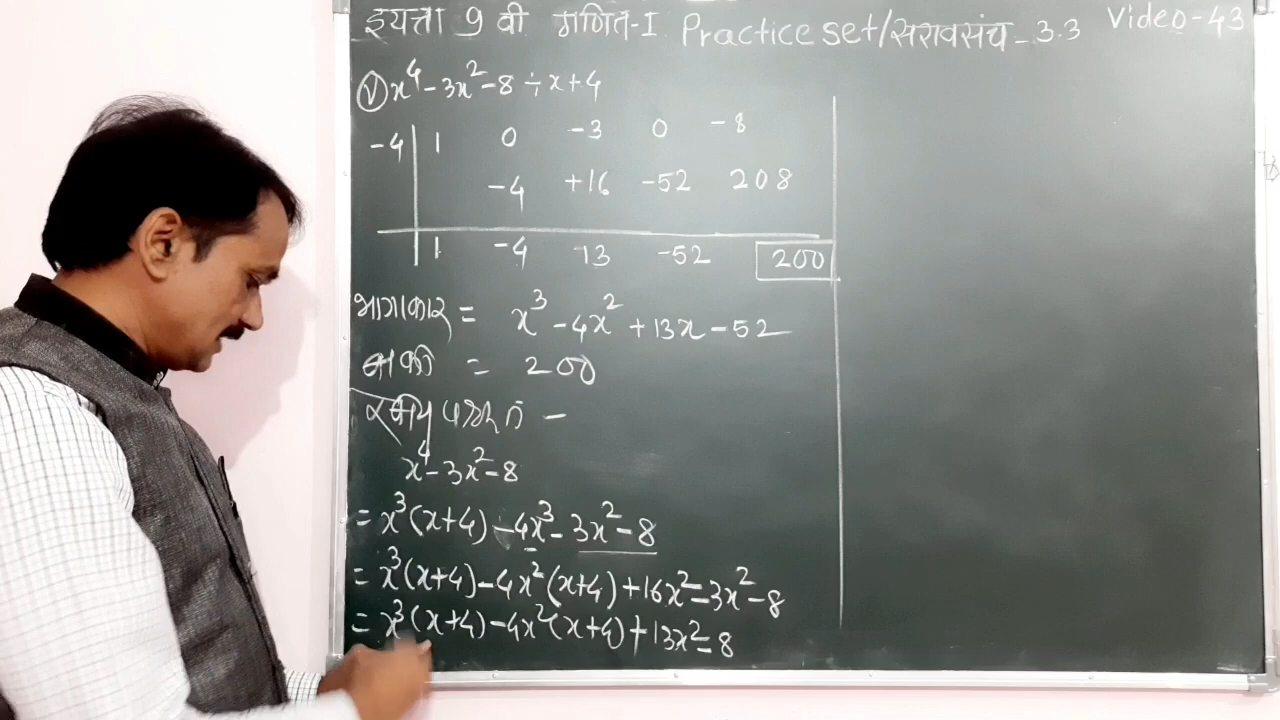 इयत्ता 9 वी गणित-I Practice set/सरावसंच - 3.3 Video-43
(V) x⁴ - 3x² - 8 ÷ x + 4
-4 | 1 0 -3 0 -8
-4 +16 -52 208
1 -4 13 -52 200
भागाकार = x³ - 4x² + 13x - 52
बाकी = 200
रेषीय पद्धत -
x⁴ - 3x² - 8
= x³(x+4) - 4x³ - 3x² - 8
= x³(x+4) - 4x²(x+4) + 16x² - 3x² - 8
= x³(x+4) - 4x²(x+4) + 13x² - 8